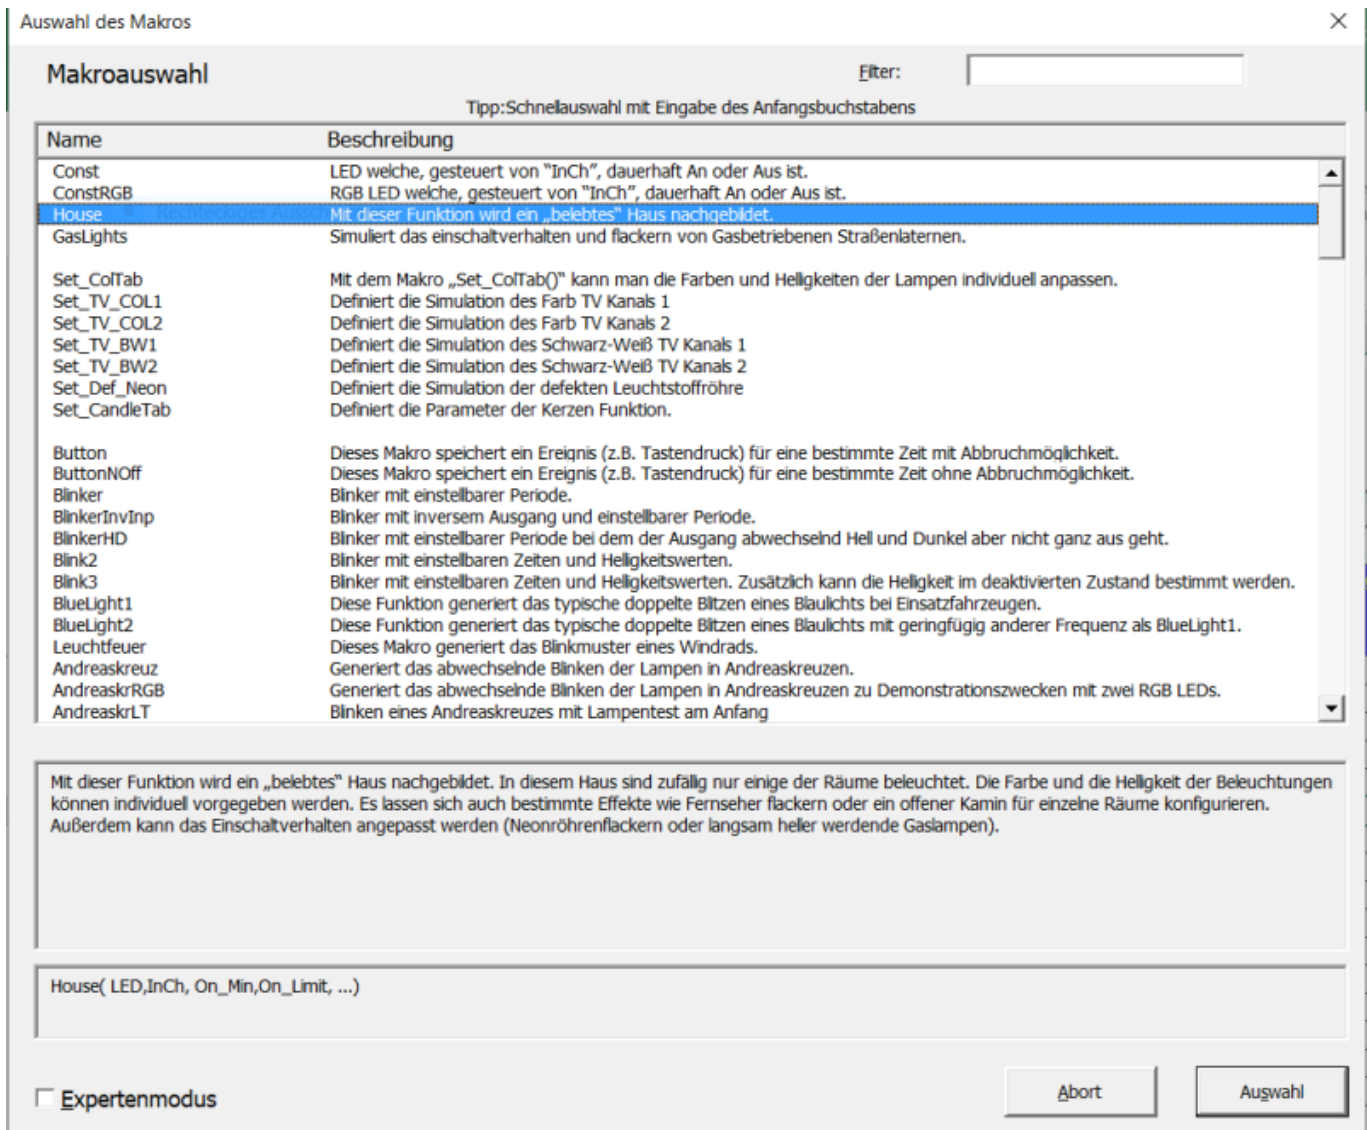 Auswahl des Makros
Makroauswahl
Filter:
Tipp:Schnellauswahl mit Eingabe des Anfangsbuchstabens
Name Beschreibung
Const LED welche, gesteuert von "InCh", dauerhaft An oder Aus ist.
ConstRGB RGB LED welche, gesteuert von "InCh", dauerhaft An oder Aus ist.
House Rechteckiges Mit dieser Funktion wird ein „belebtes“ Haus nachgebildet.
GasLights Simuliert das einschaltverhalten und flackern von Gasbetriebenen Straßenlaternen.
Set_ColTab Mit dem Makro „Set_ColTab()“ kann man die Farben und Helligkeiten der Lampen individuell anpassen.
Set_TV_COL1 Definiert die Simulation des Farb TV Kanals 1
Set_TV_COL2 Definiert die Simulation des Farb TV Kanals 2
Set_TV_BW1 Definiert die Simulation des Schwarz-Weiß TV Kanals 1
Set_TV_BW2 Definiert die Simulation des Schwarz-Weiß TV Kanals 2
Set_Def_Neon Definiert die Simulation der defekten Leuchtstoffröhre
Set_CandleTab Definiert die Parameter der Kerzen Funktion.
Button Dieses Makro speichert ein Ereignis (z.B. Tastendruck) für eine bestimmte Zeit mit Abbruchmöglichkeit.
ButtonNOff Dieses Makro speichert ein Ereignis (z.B. Tastendruck) für eine bestimmte Zeit ohne Abbruchmöglichkeit.
Blinker Blinker mit einstellbarer Periode.
BlinkerInvInp Blinker mit inversem Ausgang und einstellbarer Periode.
BlinkerHD Blinker mit einstellbarer Periode bei dem der Ausgang abwechselnd Hell und Dunkel aber nicht ganz aus geht.
Blink2 Blinker mit einstellbaren Zeiten und Helligkeitswerten.
Blink3 Blinker mit einstellbaren Zeiten und Helligkeitswerten. Zusätzlich kann die Helligkeit im deaktivierten Zustand bestimmt werden.
BlueLight1 Diese Funktion generiert das typische doppelte Blitzen eines Blaulichts bei Einsatzfahrzeugen.
BlueLight2 Diese Funktion generiert das typische doppelte Blitzen eines Blaulichts mit geringfügig anderer Frequenz als BlueLight1.
Leuchtfeuer Dieses Makro generiert das Blinkmuster eines Windrads.
Andreaskreuz Generiert das abwechselnde Blinken der Lampen in Andreaskreuzen.
AndreaskrRGB Generiert das abwechselnde Blinken der Lampen in Andreaskreuzen zu Demonstrationszwecken mit zwei RGB LEDs.
AndreaskrLT Blinken eines Andreaskreuzes mit Lampentest am Anfang
Mit dieser Funktion wird ein „belebtes“ Haus nachgebildet. In diesem Haus sind zufällig nur einige der Räume beleuchtet. Die Farbe und die Helligkeit der Beleuchtungen
können individuell vorgegeben werden. Es lassen sich auch bestimmte Effekte wie Fernseher flackern oder ein offener Kamin für einzelne Räume konfigurieren.
Außerdem kann das Einschaltverhalten angepasst werden (Neonröhrenflackern oder langsam heller werdende Gaslampen).
House( LED,InCh, On_Min,On_Limit, ...)
Expertenmodus
Abort
Auswahl